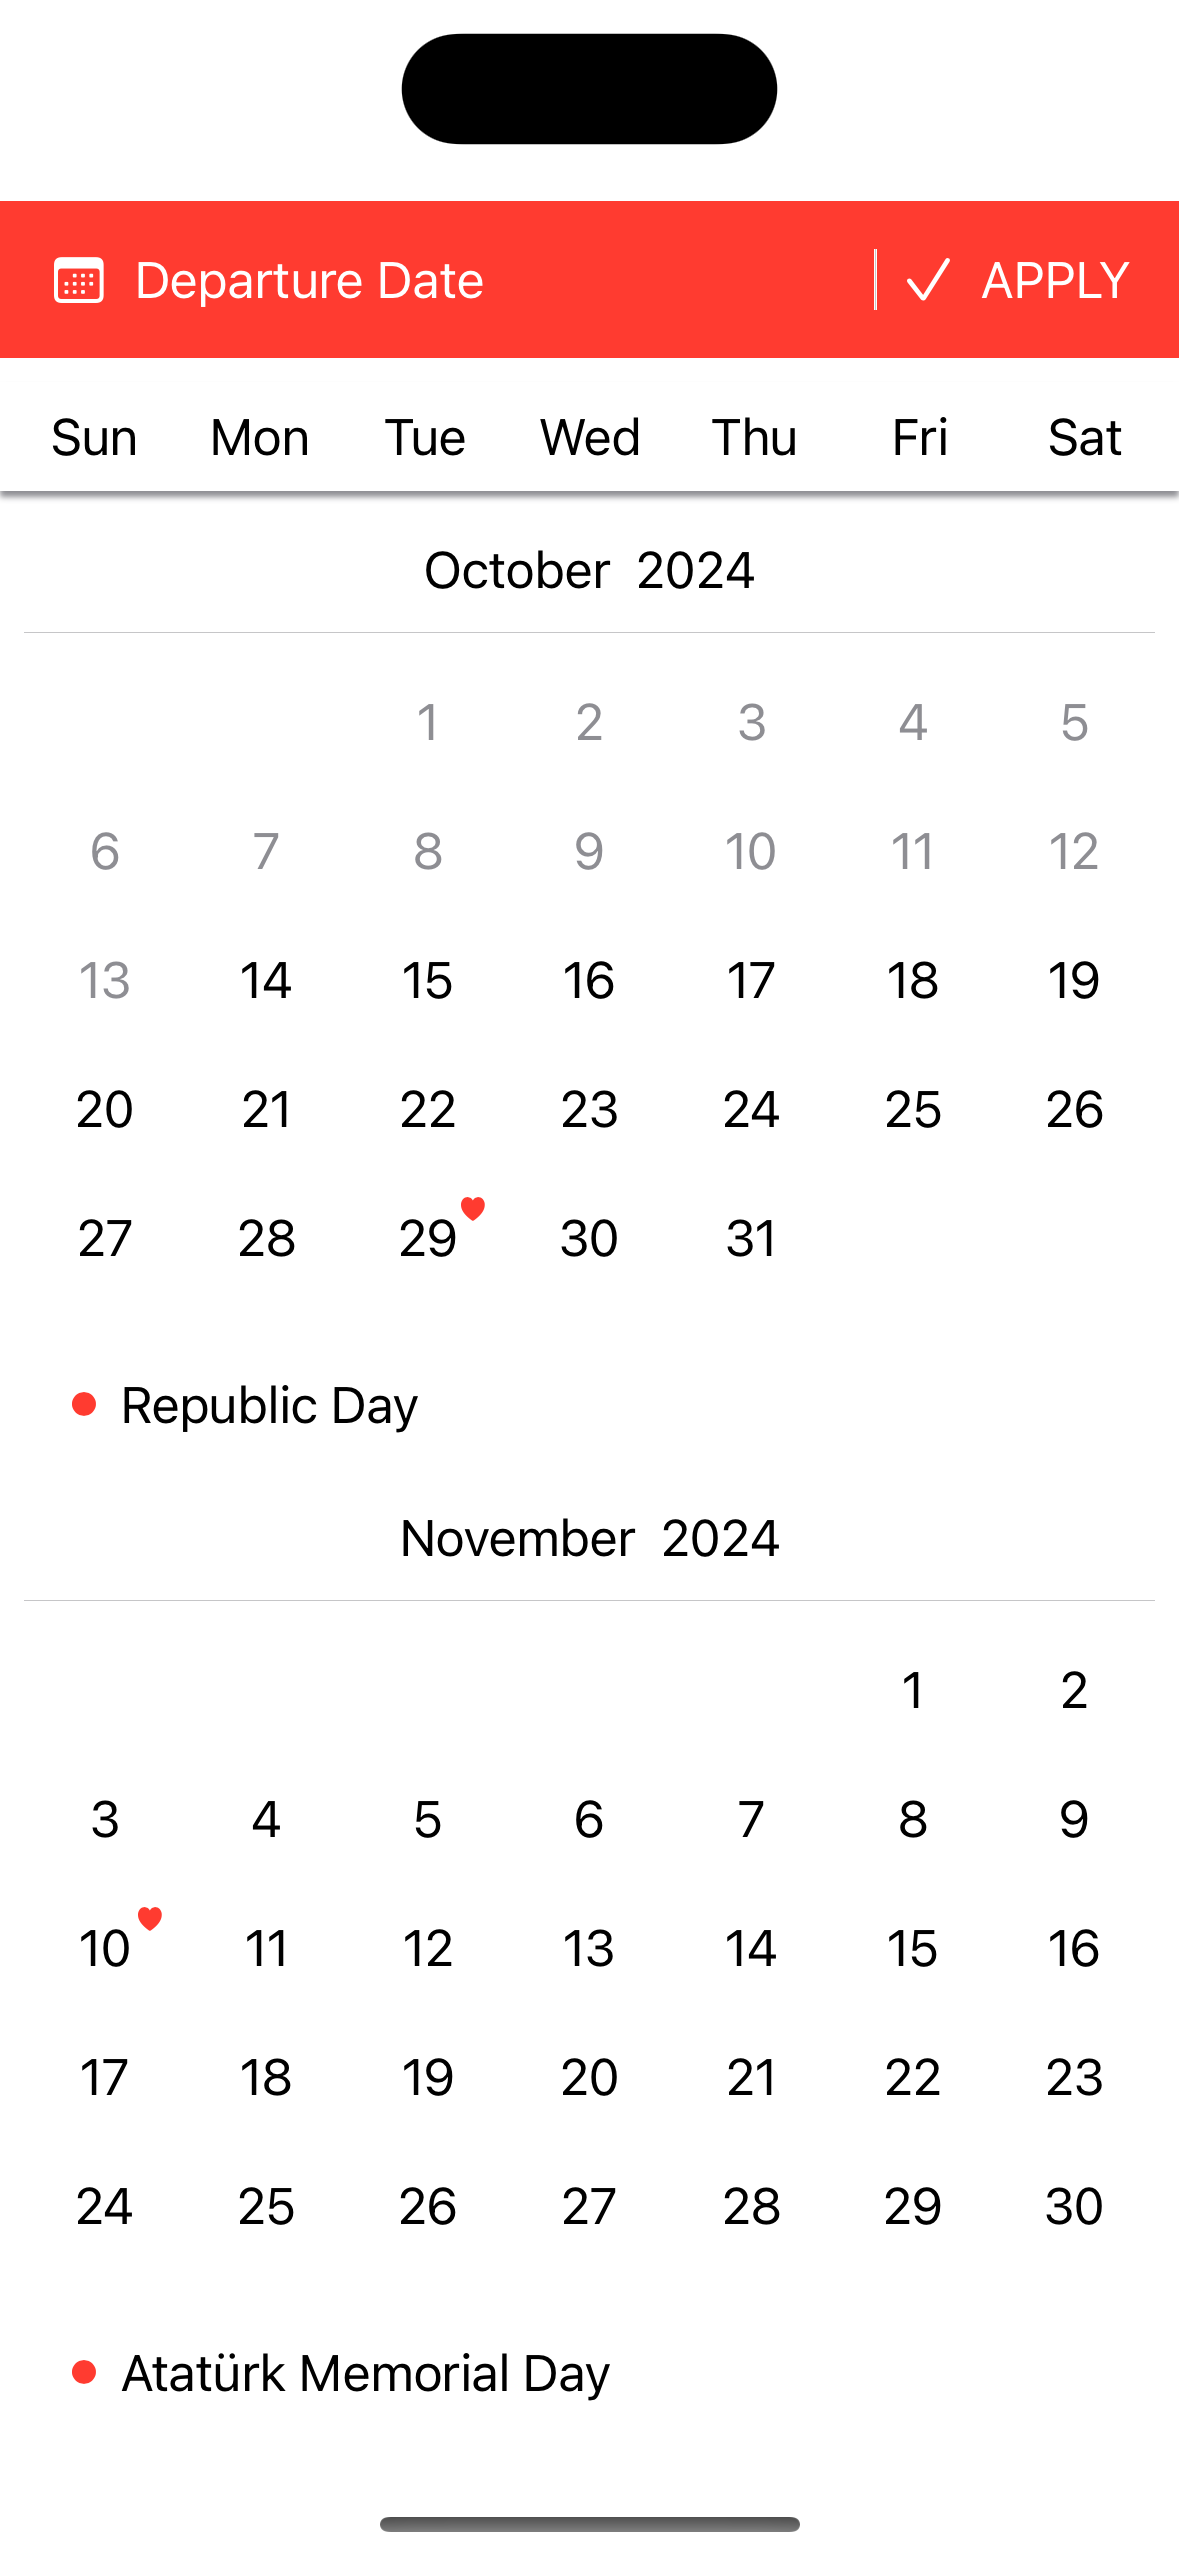 Departure Date APPLY
Sun Mon Tue Wed Thu Fri Sat
October 2024
1 2 3 4 5
6 7 8 9 10 11 12
13 14 15 16 17 18 19
20 21 22 23 24 25 26
27 28 29 30 31
Republic Day
November 2024
1 2
3 4 5 6 7 8 9
10 11 12 13 14 15 16
17 18 19 20 21 22 23
24 25 26 27 28 29 30
Atatürk Memorial Day